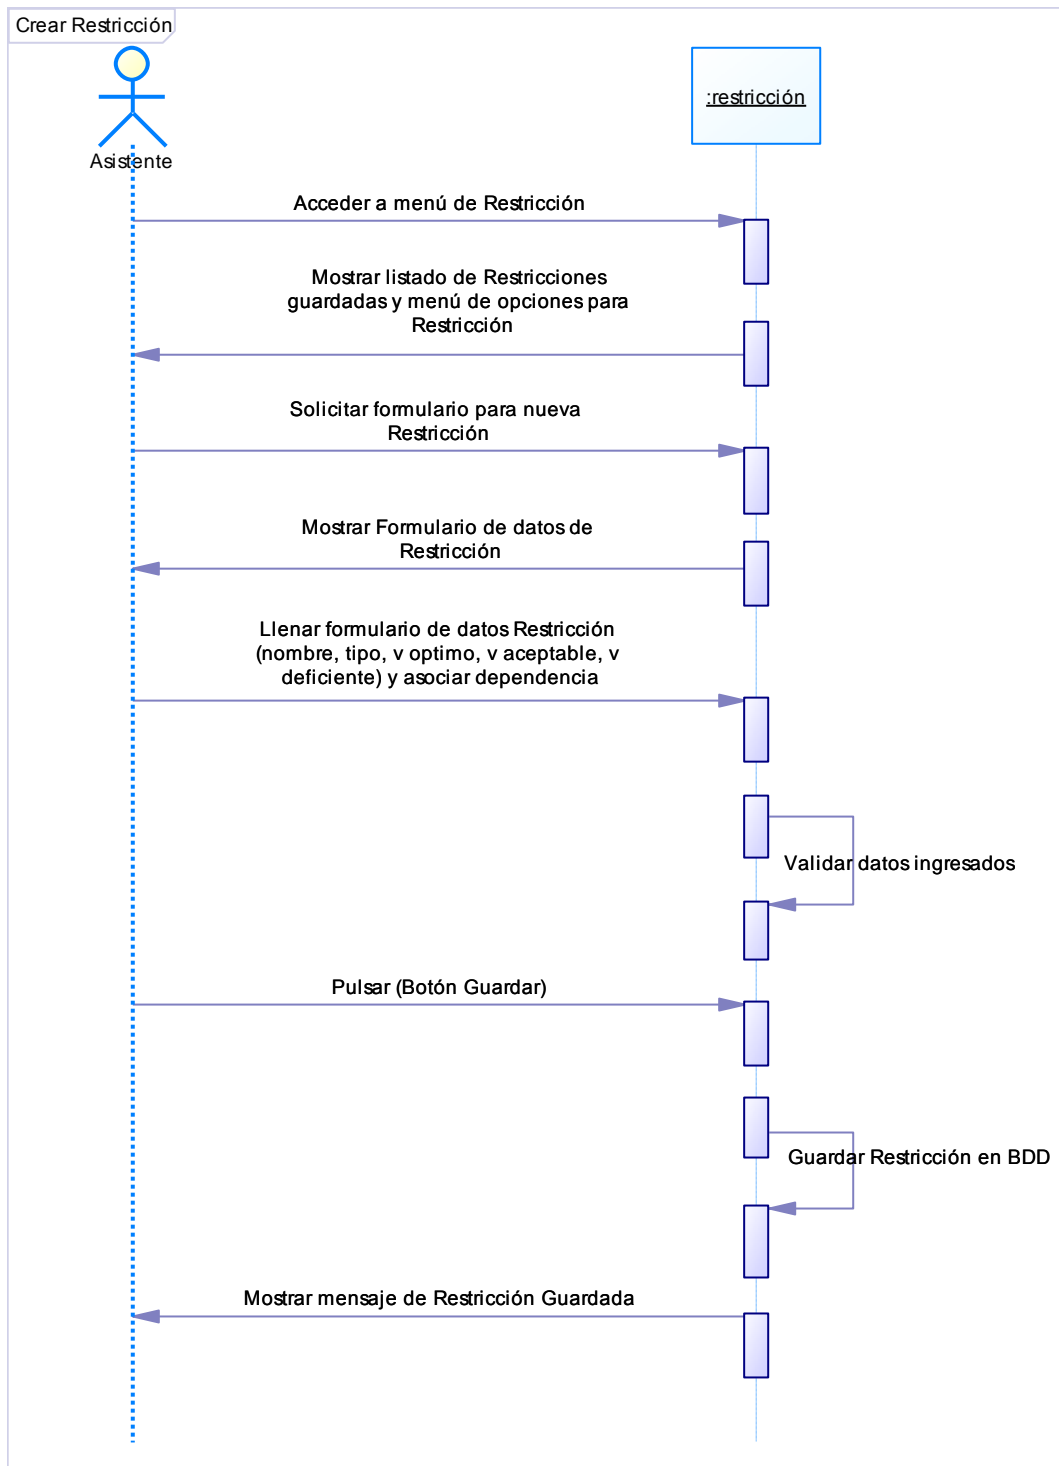 Crear Restricción
:restricción
Asistente
Acceder a menú de Restricción
Mostrar listado de Restricciones
guardadas y menú de opciones para
Restricción
Solicitar formulario para nueva
Restricción
Mostrar Formulario de datos de
Restricción
Llenar formulario de datos Restricción
(nombre, tipo, v optimo, v aceptable, v
deficiente) y asociar dependencia
Validar datos ingresados
Pulsar (Botón Guardar)
Guardar Restricción en BDD
Mostrar mensaje de Restricción Guardada